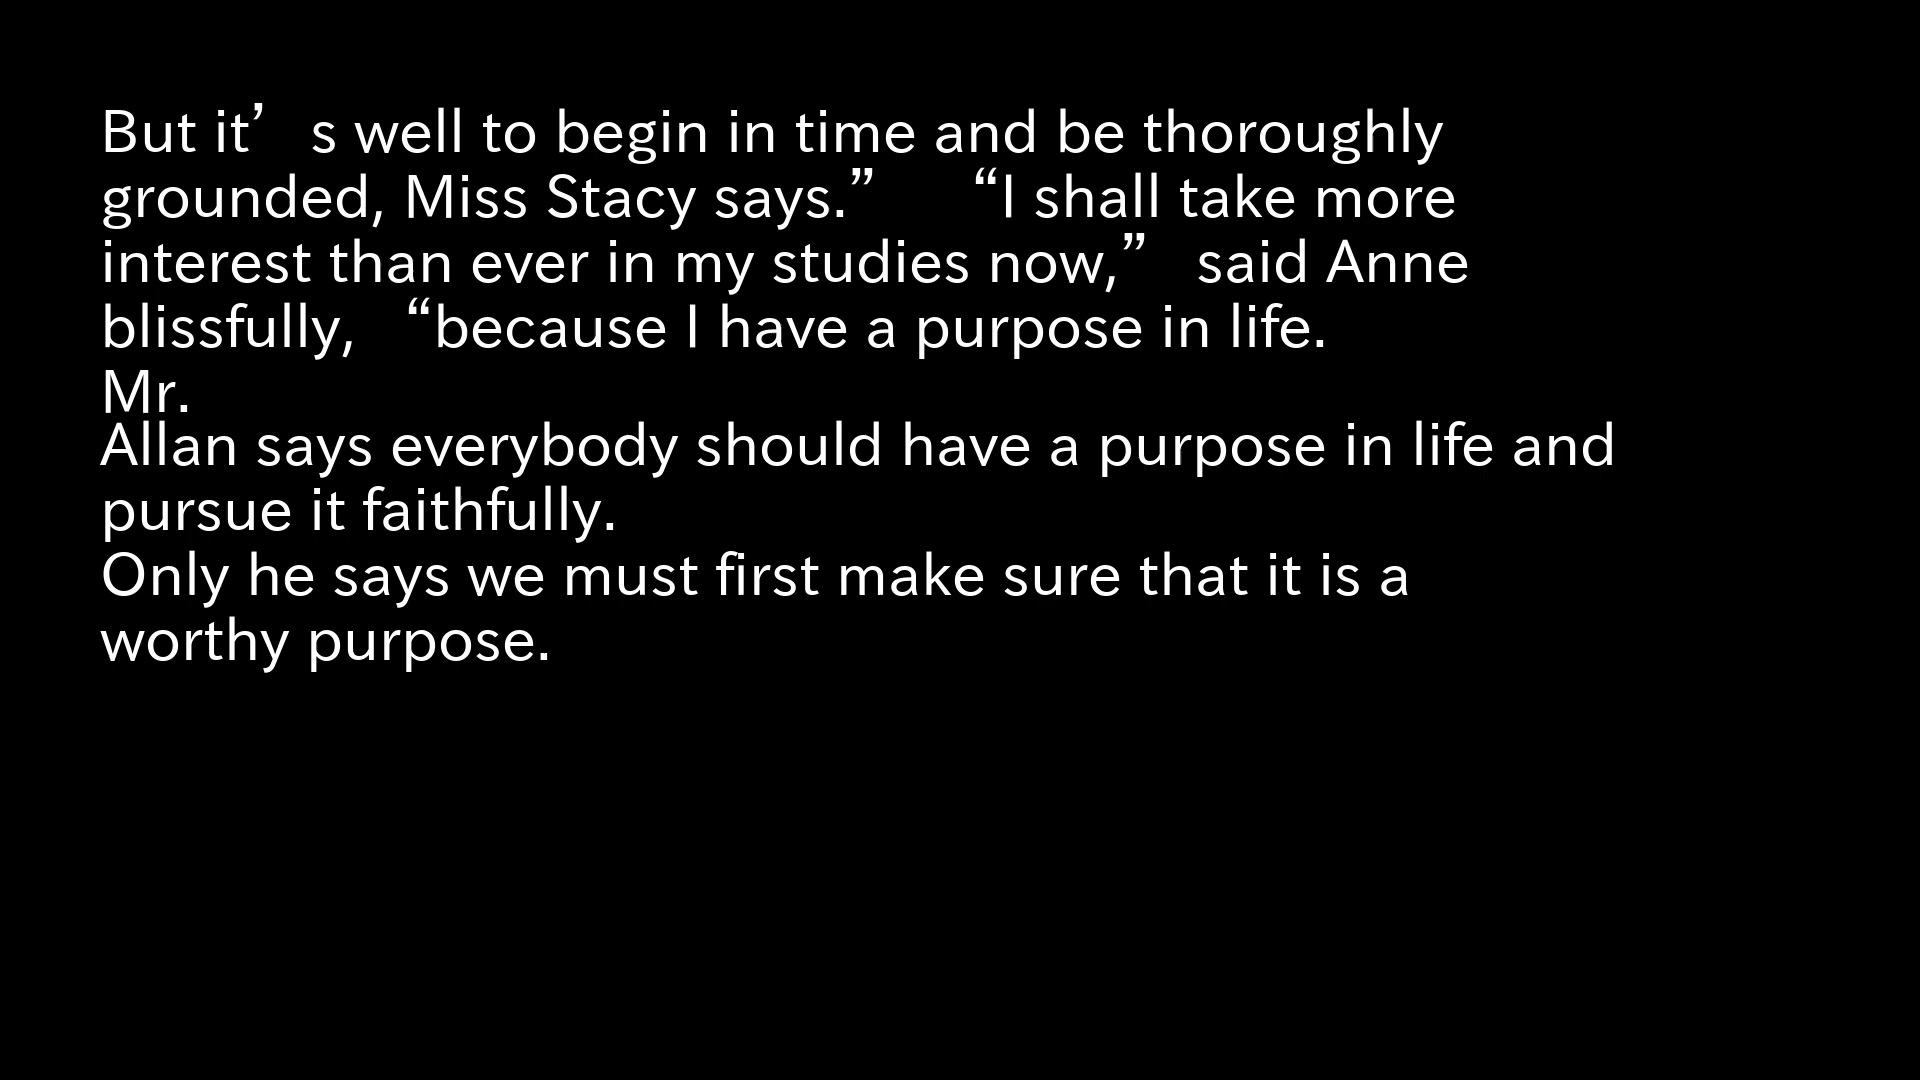 But it’s well to begin in time and be thoroughly
grounded, Miss Stacy says.” “I shall take more
interest than ever in my studies now,” said Anne
blissfully, “because I have a purpose in life.
Mr.
Allan says everybody should have a purpose in life and
pursue it faithfully.
Only he says we must first make sure that it is a
worthy purpose.